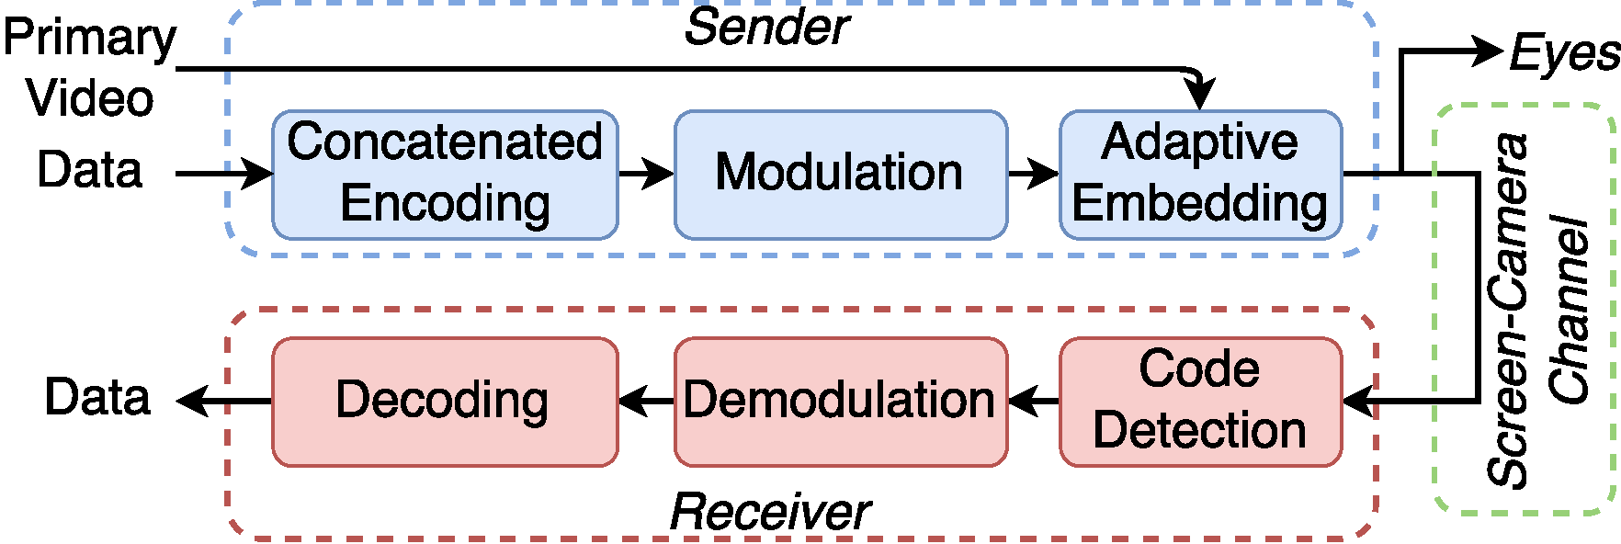 Primary
Video
Data
Sender
Concatenated
Encoding
Modulation
Adaptive
Embedding
Eyes
Screen-Camera
Channel
Code
Detection
Demodulation
Decoding
Data
Receiver